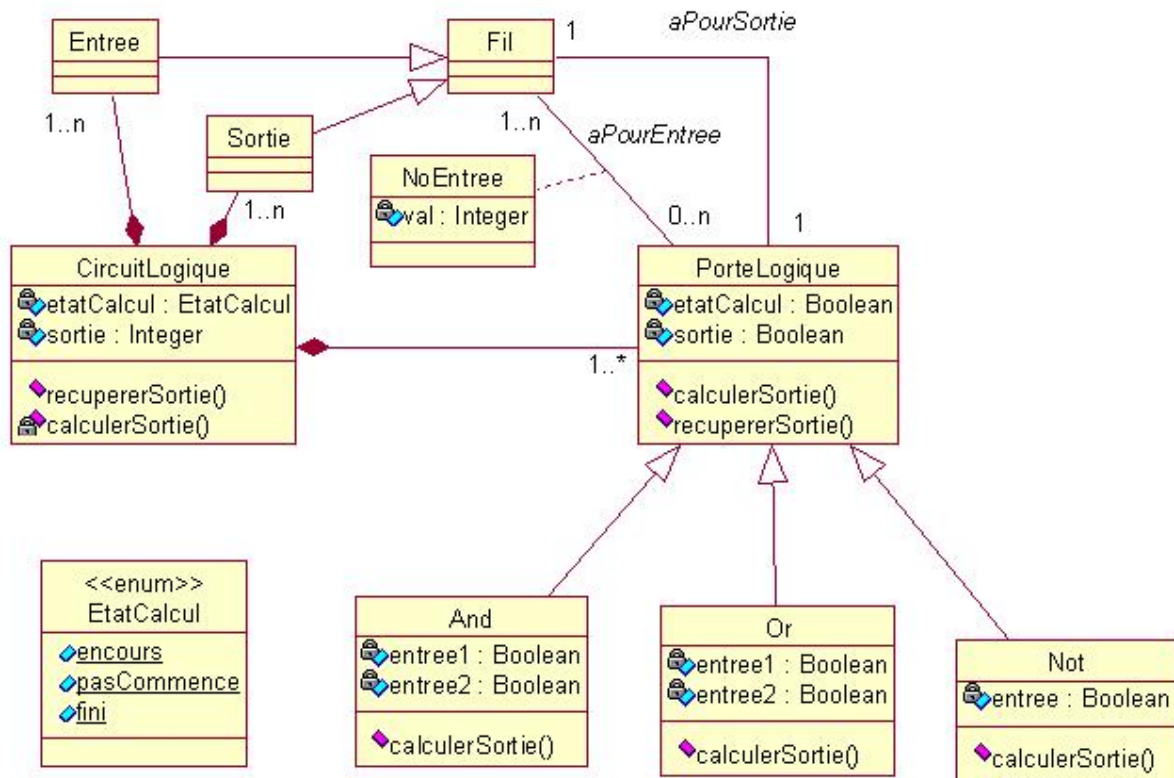 Entree
Fil
1
aPourSortie
1..n
Sortie
1..n
aPourEntree
NoEntree
val : Integer
1..n
0..n
1
CircuitLogique
etatCalcul : EtatCalcul
sortie : Integer
recupererSortie()
calculerSortie()
1..*
PorteLogique
etatCalcul : Boolean
sortie : Boolean
calculerSortie()
recupererSortie()
<<enum>>
EtatCalcul
encours
pasCommence
fini
And
entree1 : Boolean
entree2 : Boolean
calculerSortie()
Or
entree1 : Boolean
entree2 : Boolean
calculerSortie()
Not
entree : Boolean
calculerSortie()